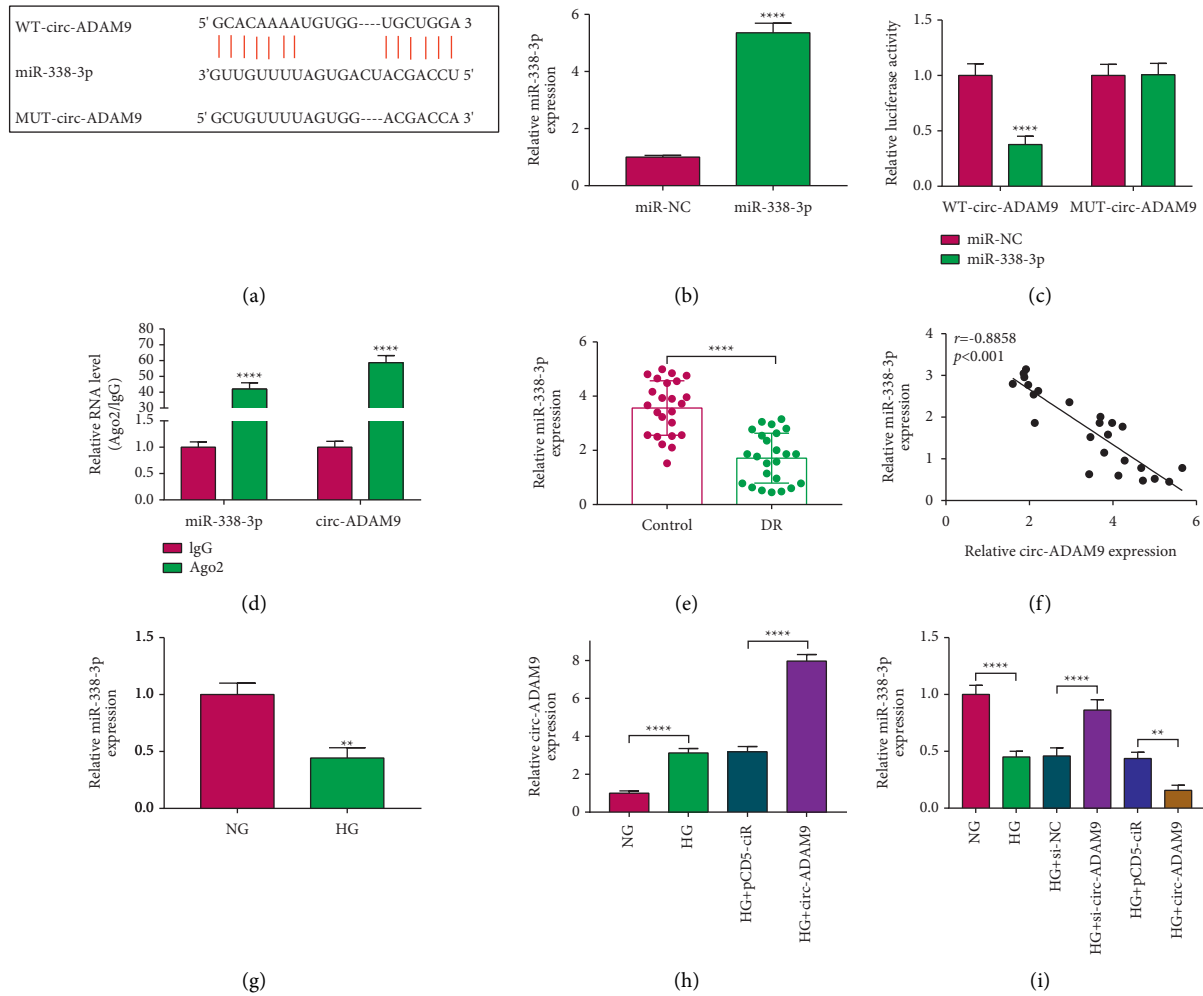 WT-circ-ADAM9
5' GCACAAAAUGUGG----UGCUGGA 3
miR-338-3p
3'GUUGUUUUAGUGACUACGACCU 5'
MUT-circ-ADAM9
5' GCUGUUUUAGUGG----ACGACCA 3'
(a)
Relative miR-338-3p
expression
8
6
4
2
0
****
miR-NC
miR-338-3p
(b)
Relative luciferase activity
1.5
1.0
0.5
0.0
****
WT-circ-ADAM9
MUT-circ-ADAM9
miR-NC
miR-338-3p
(c)
Relative RNA level
(Ago2/lgG)
80
70
60
50
40
30
1.5
1.0
0.5
0.0
****
****
miR-338-3p
circ-ADAM9
lgG
Ago2
(d)
Relative miR-338-3p
expression
6
4
2
0
****
Control
DR
(e)
Relative miR-338-3p
expression
4
3
2
1
0
r=-0.8858
p<0.001
0
2
4
6
Relative circ-ADAM9 expression
(f)
Relative miR-338-3p
expression
1.5
1.0
0.5
0.0
**
NG
HG
(g)
Relative circ-ADAM9
expression
8
6
4
2
0
****
****
NG
HG
HG+pCD5-ciR
HG+circ-ADAM9
(h)
Relative miR-338-3p
expression
1.5
1.0
0.5
0.0
****
****
**
NG
HG
HG+si-NC
HG+si-circ-ADAM9
HG+pCD5-ciR
HG+circ-ADAM9
(i)